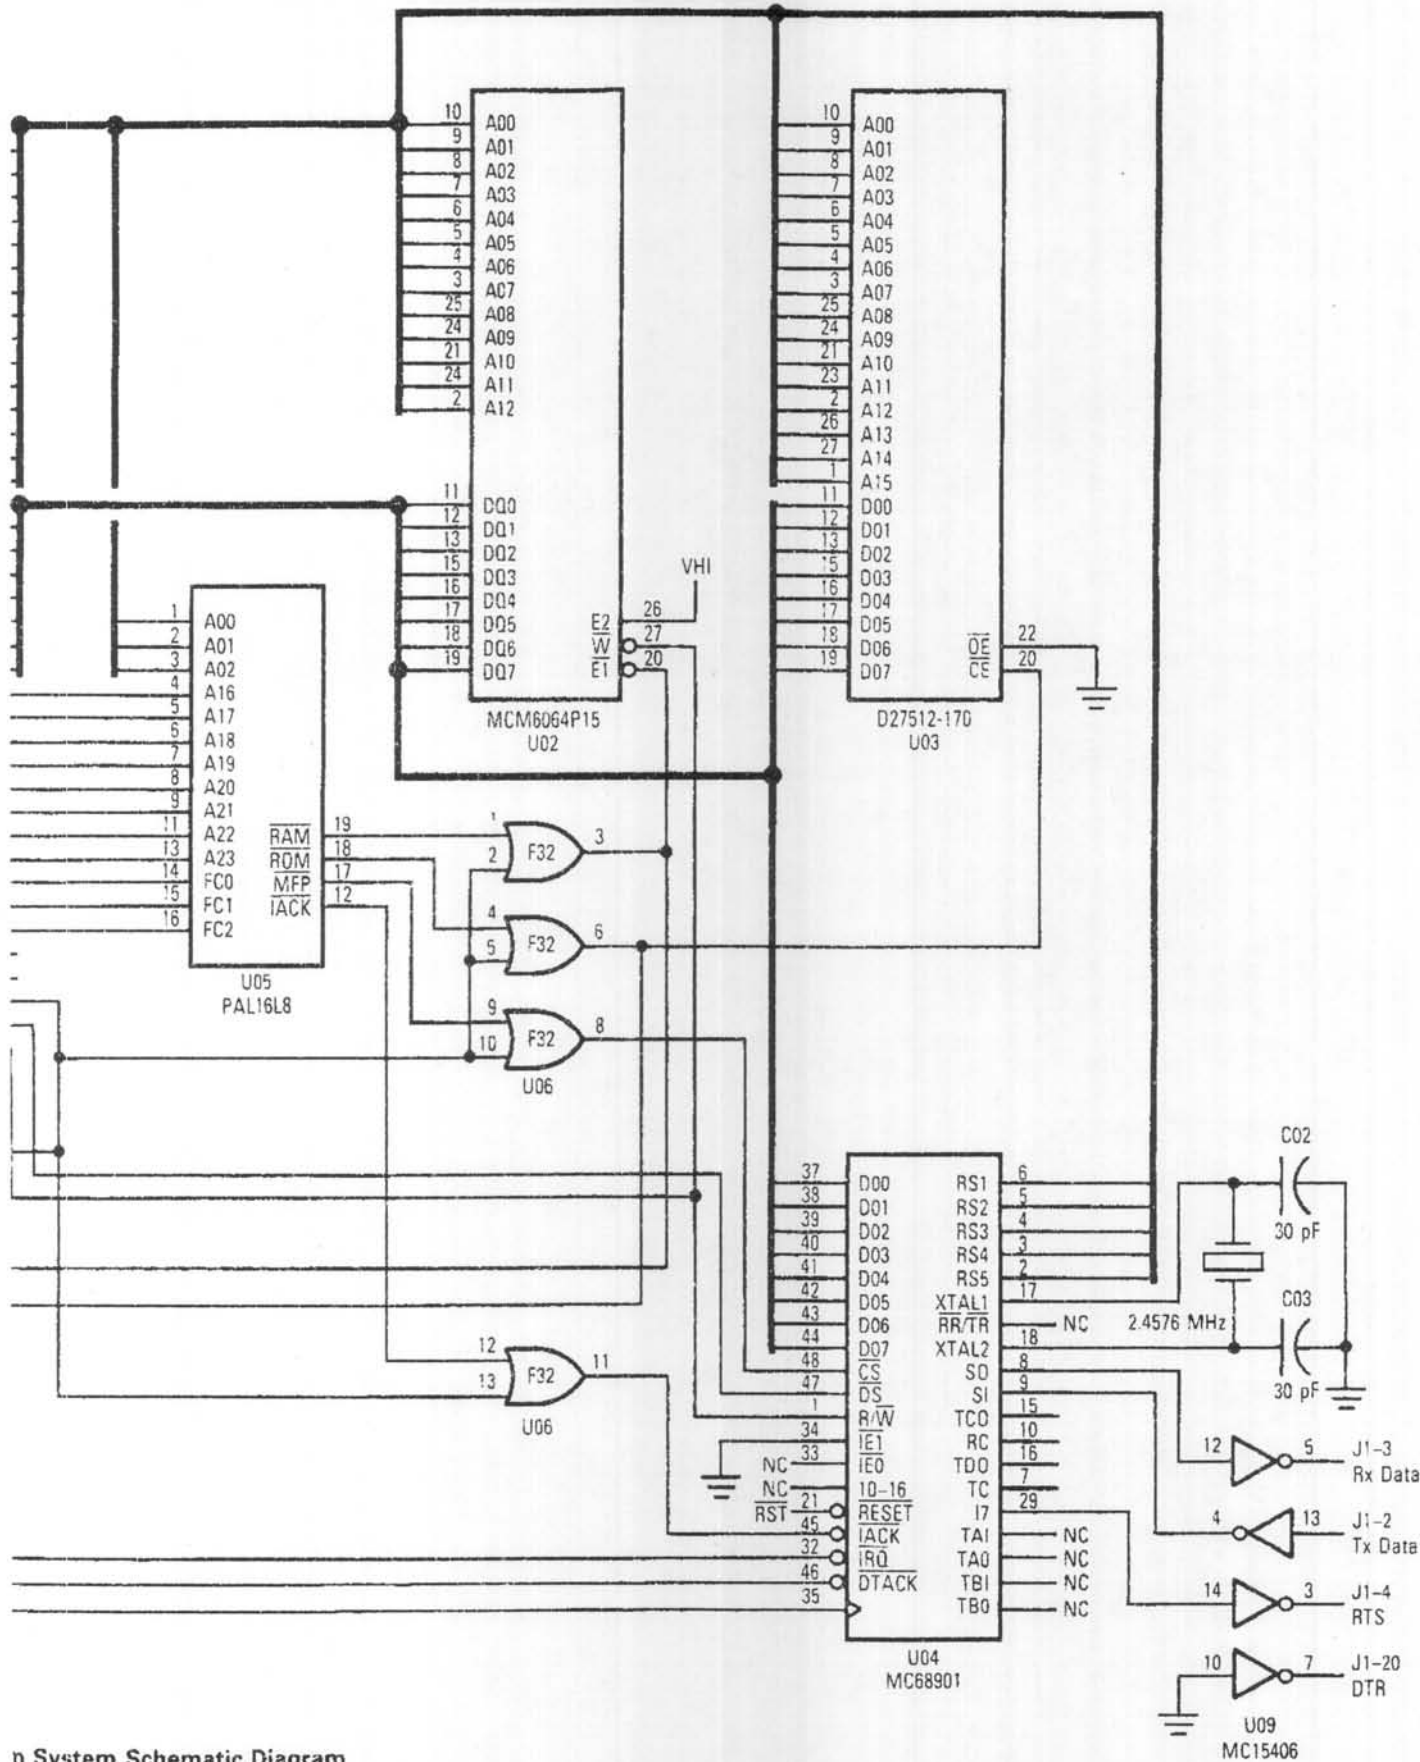 10 A00
9 A01
8 A02
7 A03
6 A04
5 A05
4 A06
3 A07
25 A08
24 A09
21 A10
24 A11
2 A12
11 DQ0
12 DQ1
13 DQ2
15 DQ3
16 DQ4
17 DQ5
18 DQ6
19 DQ7
E2 26
W 27
E1 20
VHI
MCM6064P15
U02
10 A00
9 A01
8 A02
7 A03
6 A04
5 A05
4 A06
3 A07
25 A08
24 A09
21 A10
23 A11
2 A12
26 A13
27 A14
1 A15
11 D00
12 D01
13 D02
15 D03
16 D04
17 D05
18 D06
19 D07
OE 22
CE 20
D27512-170
U03
1 A00
2 A01
3 A02
4 A16
5 A17
6 A18
7 A19
8 A20
9 A21
11 A22
13 A23
14 FC0
15 FC1
16 FC2
RAM 19
ROM 18
MFP 17
IACK 12
U05
PAL16L8
1
2
F32
3
4
5
F32
6
9
10
F32
8
U06
12
13
F32
11
U06
37 D00
38 D01
39 D02
40 D03
41 D04
42 D05
43 D06
44 D07
48 CS
47 DS
1 R/W
34 IE1
NC 33 IE0
NC 10-16
RST 21 RESET
45 IACK
32 IRQ
46 DTACK
35
RS1 6
RS2 5
RS3 4
RS4 3
RS5 2
XTAL1 17
RR/TR NC
XTAL2 18
SO 8
SI 9
TCO 15
RC 10
TDO 16
TC 7
I7 29
TAI NC
TAO NC
TBI NC
TBO NC
U04
MC68901
C02
30 pF
2.4576 MHz
C03
30 pF
12 5 J1-3
Rx Data
4 13 J1-2
Tx Data
14 3 J1-4
RTS
10 7 J1-20
DTR
U09
MC15406
n System Schematic Diagram